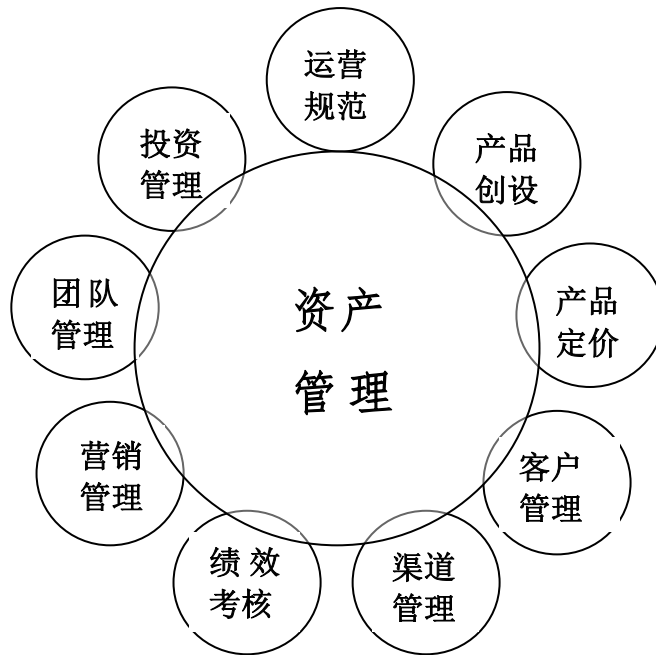 运营
规范
产品
创设
产品
定价
客户
管理
渠道
管理
绩效
考核
营销
管理
团队
管理
投资
管理
资产
管理